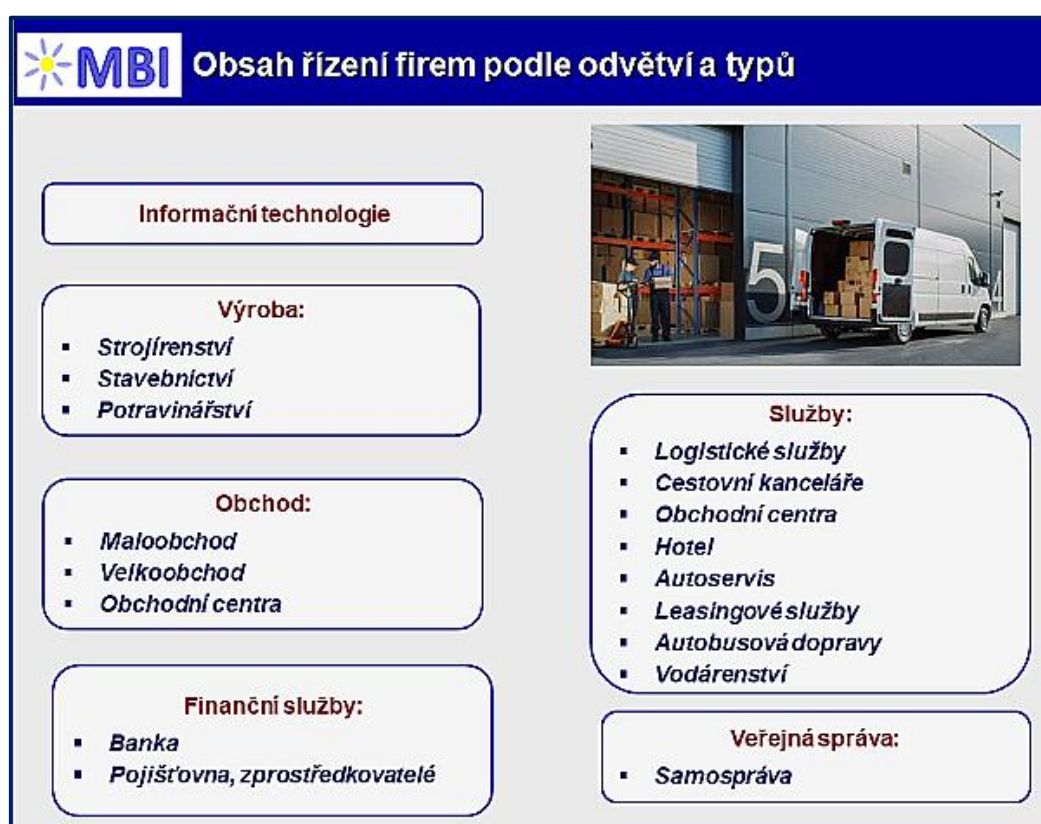 MBI Obsah řízení firem podle odvětví a typů
Informační technologie
Výroba:
▪ Strojírenství
▪ Stavebnictví
▪ Potravinářství
Obchod:
▪ Maloobchod
▪ Velkoobchod
▪ Obchodní centra
Finanční služby:
▪ Banka
▪ Pojišťovna, zprostředkovatelé
5
4
Služby:
▪ Logistické služby
▪ Cestovní kanceláře
▪ Obchodní centra
▪ Hotel
▪ Autoservis
▪ Leasingové služby
▪ Autobusová dopravy
▪ Vodárenství
Veřejná správa:
▪ Samospráva